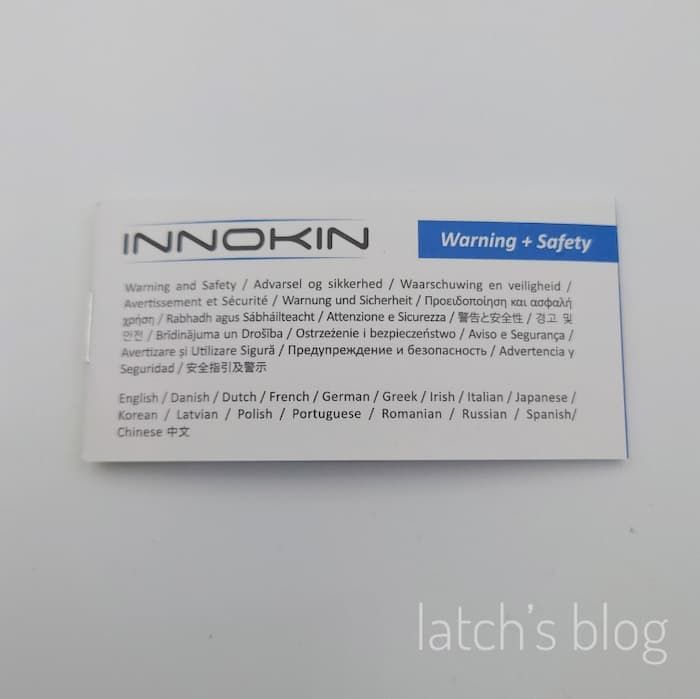 INNOKIN
Warning + Safety
Warning and Safety / Advarsel og sikkerhed / Waarschuwing en veiligheid /
Avertissement et Sécurité / Warnung und Sicherheit / Προειδοποίηση και ασφαλή
χρήση / Rabhadh agus Sábháilteacht / Attenzione e Sicurezza / 警告と安全性 / 경고 및
안전 / Brīdinājuma un Drošība / Ostrzeżenie i bezpieczeństwo / Aviso e Segurança /
Avertizare și Utilizare Sigură / Предупреждение и безопасность / Advertencia y
Seguridad / 安全指引及警示
English / Danish / Dutch / French / German / Greek / Irish / Italian / Japanese /
Korean / Latvian / Polish / Portuguese / Romanian / Russian / Spanish/
Chinese 中文
latch's blog